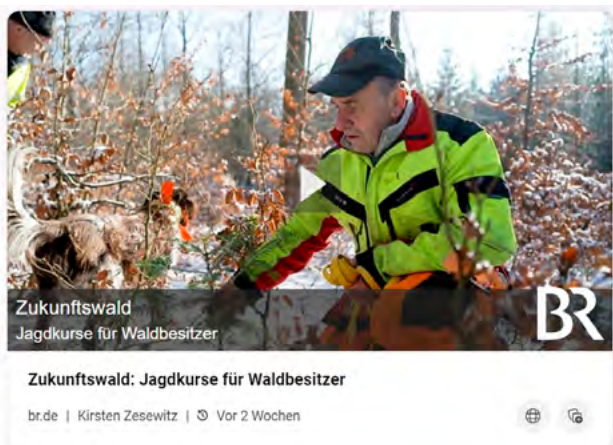 Zukunftswald
Jagdkurse für Waldbesitzer
BR
Zukunftswald: Jagdkurse für Waldbesitzer
br.de | Kirsten Zesewitz | Vor 2 Wochen